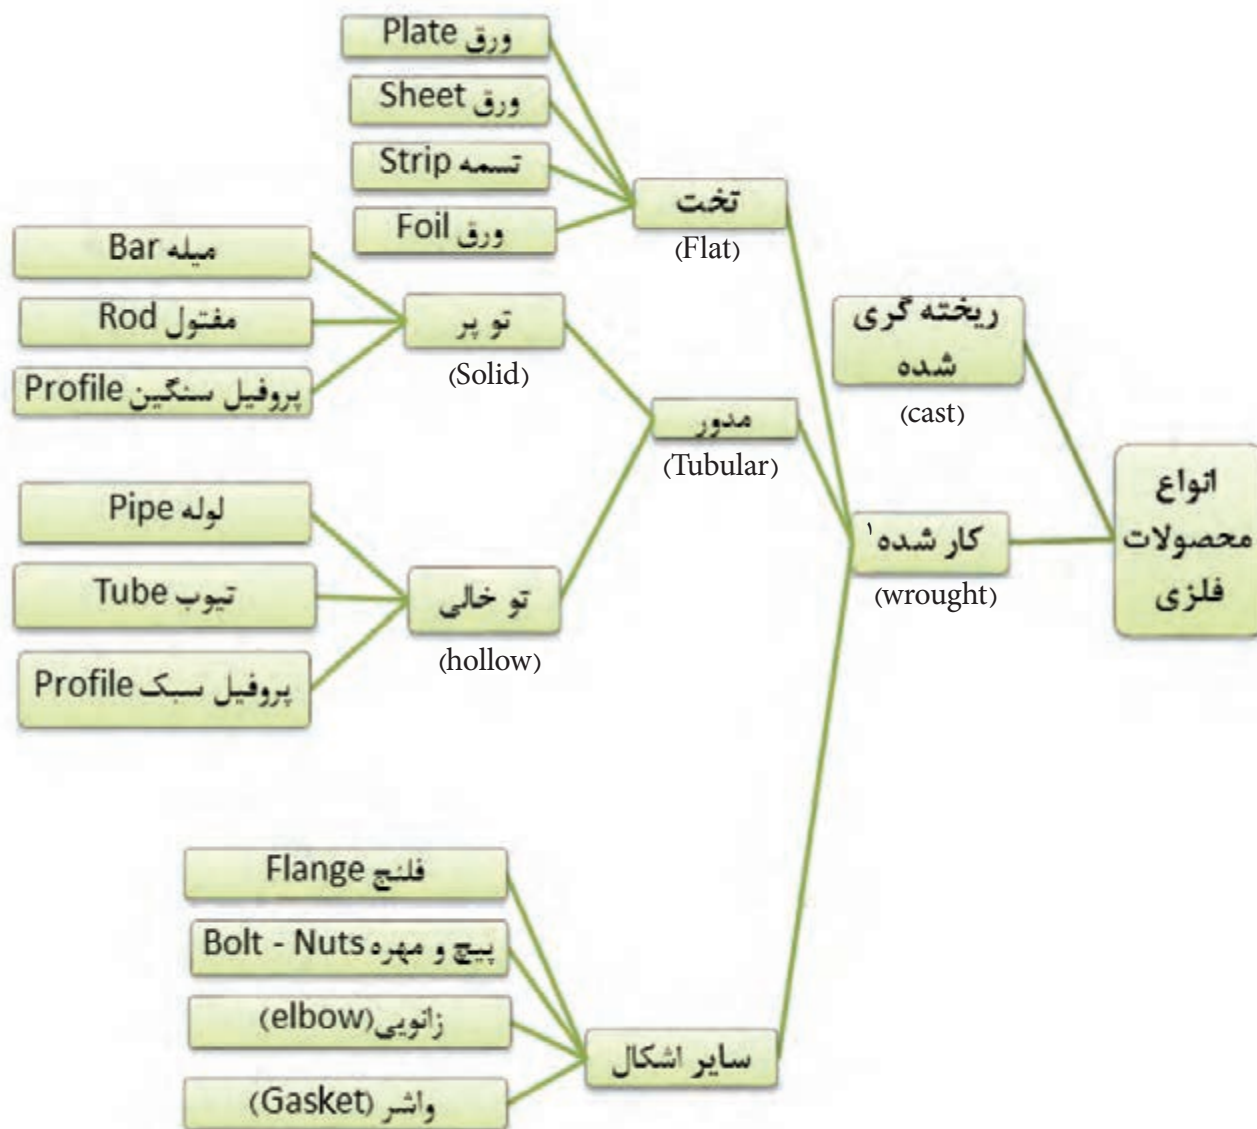 انواع
محصولات
فلزی
ریخته گری
شده
(cast)
کار شده۱
(wrought)
تخت
(Flat)
ورق Plate
ورق Sheet
تسمه Strip
ورق Foil
مدور
(Tubular)
تو پر
(Solid)
میله Bar
مفتول Rod
پروفیل سنگین Profile
تو خالی
(hollow)
لوله Pipe
تیوب Tube
پروفیل سبک Profile
سایر اشکال
فلنج Flange
پیچ و مهره Bolt - Nuts
زانویی(elbow)
واشر (Gasket)